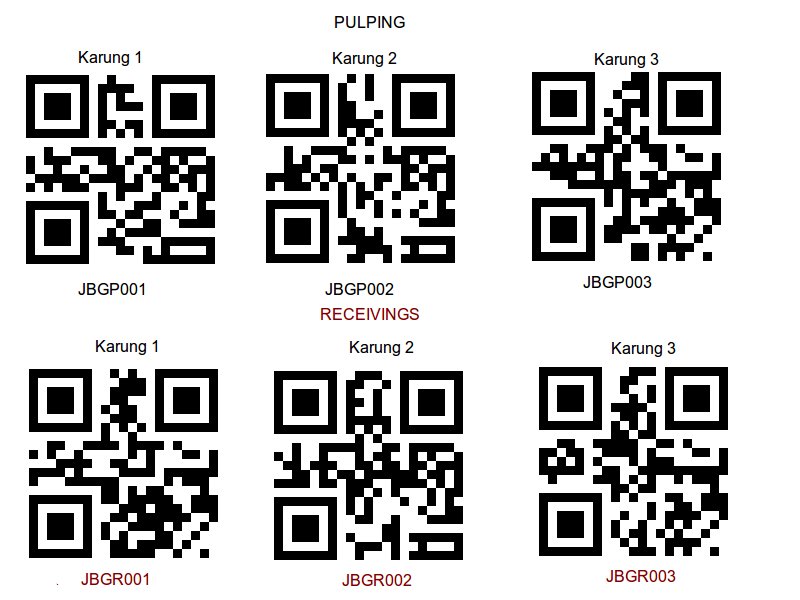 PULPING
Karung 1 Karung 2 Karung 3
JBGP001 JBGP002 JBGP003
RECEIVINGS
Karung 1 Karung 2 Karung 3
. JBGR001 JBGR002 JBGR003